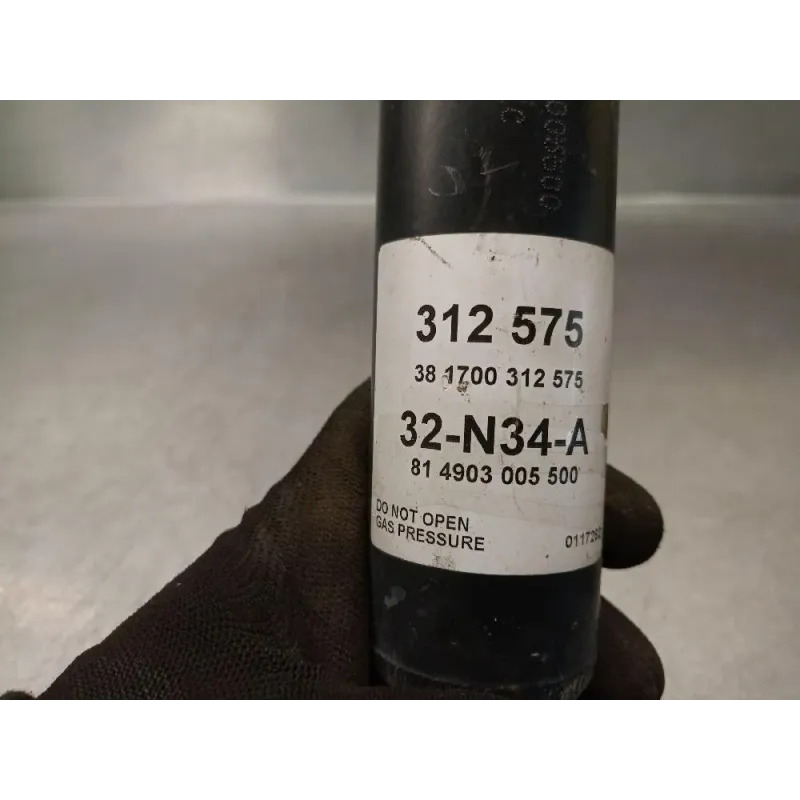 312 575
38 1700 312 575
32-N34-A
81 4903 005 500
DO NOT OPEN
GAS PRESSURE